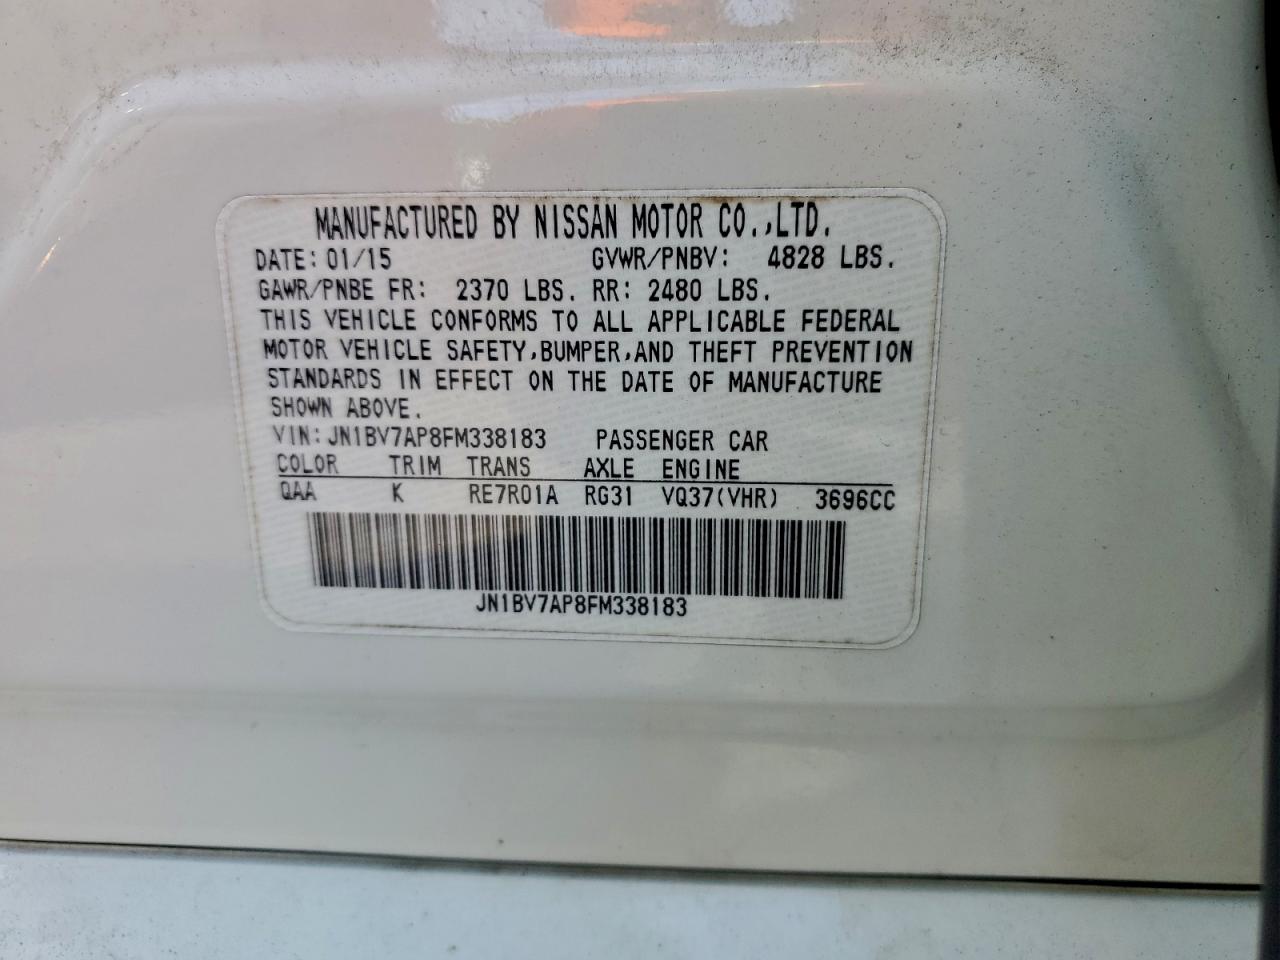 MANUFACTURED BY NISSAN MOTOR CO.,LTD.
DATE: 01/15 GVWR/PNBV: 4828 LBS.
GAWR/PNBE FR: 2370 LBS. RR: 2480 LBS.
THIS VEHICLE CONFORMS TO ALL APPLICABLE FEDERAL
MOTOR VEHICLE SAFETY,BUMPER,AND THEFT PREVENTION
STANDARDS IN EFFECT ON THE DATE OF MANUFACTURE
SHOWN ABOVE.
VIN: JN1BV7AP8FM338183 PASSENGER CAR
COLOR TRIM TRANS AXLE ENGINE
QAA K RE7R01A RG31 VQ37(VHR) 3696CC
JN1BV7AP8FM338183